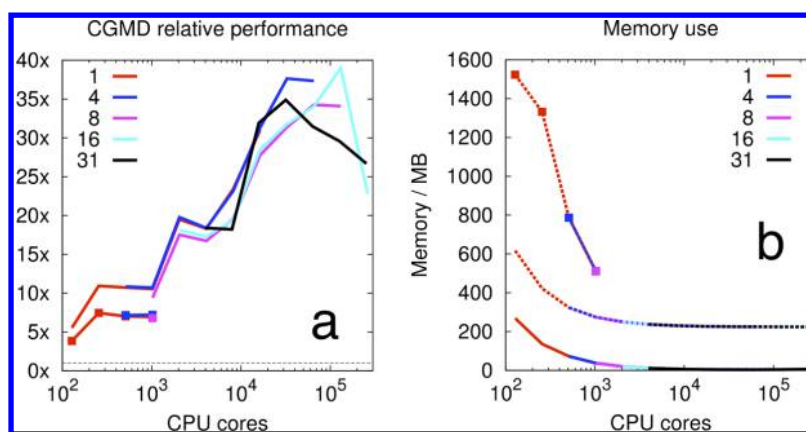 CGMD relative performance
40x
35x
30x
25x
20x
15x
10x
5x
0x
1
4
8
16
31
a
10^2
10^3
10^4
10^5
CPU cores
Memory use
Memory / MB
1600
1400
1200
1000
800
600
400
200
0
1
4
8
16
31
b
10^2
10^3
10^4
10^5
CPU cores